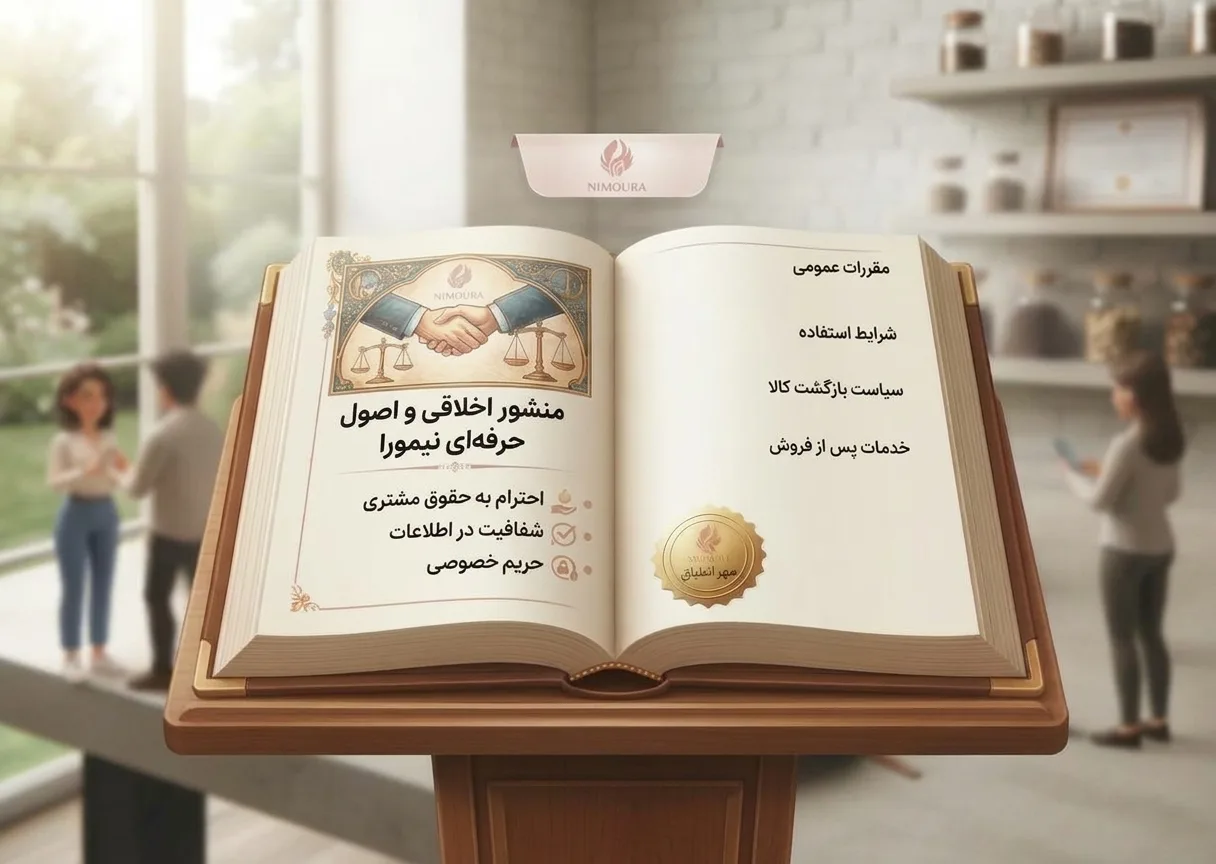 NIMOURA
NIMOURA
منشور اخلاقی و اصول
حرفه‌ای نیمورا
احترام به حقوق مشتری
شفافیت در اطلاعات
حریم خصوصی
مقررات عمومی
شرایط استفاده
سیاست بازگشت کالا
خدمات پس از فروش
مهر انطباق